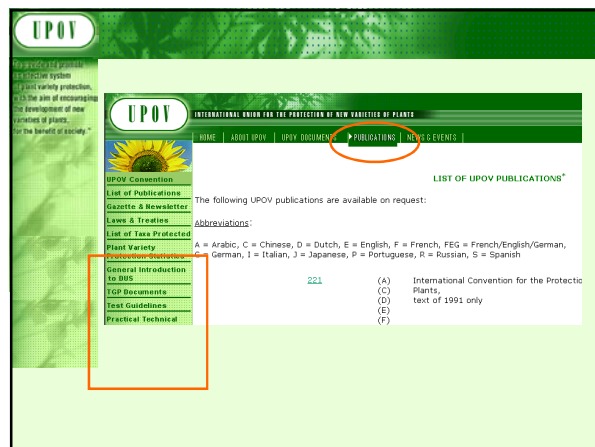 UPOV
"To provide and promote
an effective system
of plant variety protection,
with the aim of encouraging
the development of new
varieties of plants,
for the benefit of society."
UPOV
INTERNATIONAL UNION FOR THE PROTECTION OF NEW VARIETIES OF PLANTS
HOME | ABOUT UPOV | UPOV DOCUMENTS | PUBLICATIONS | NEWS & EVENTS |
UPOV Convention
List of Publications
Gazette & Newsletter
Laws & Treaties
List of Taxa Protected
Plant Variety
Protection Statistics
General Introduction
to DUS
TGP Documents
Test Guidelines
Practical Technical
LIST OF UPOV PUBLICATIONS*
The following UPOV publications are available on request:
Abbreviations:
A = Arabic, C = Chinese, D = Dutch, E = English, F = French, FEG = French/English/German,
G = German, I = Italian, J = Japanese, P = Portuguese, R = Russian, S = Spanish
221 (A) International Convention for the Protectio
(C) Plants,
(D) text of 1991 only
(E)
(F)